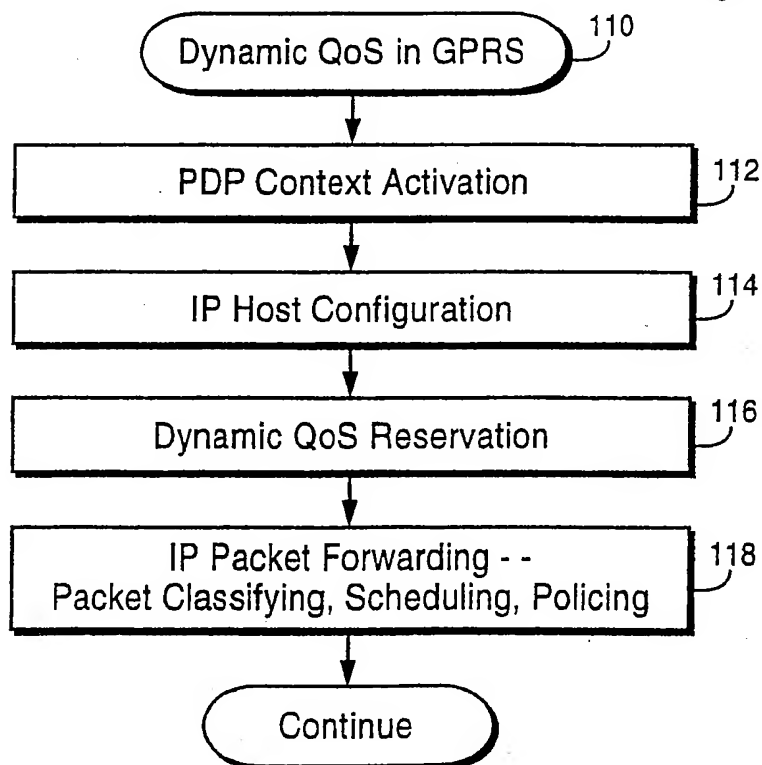 Dynamic QoS in GPRS
110
PDP Context Activation
112
IP Host Configuration
114
Dynamic QoS Reservation
116
IP Packet Forwarding - -
Packet Classifying, Scheduling, Policing
118
Continue